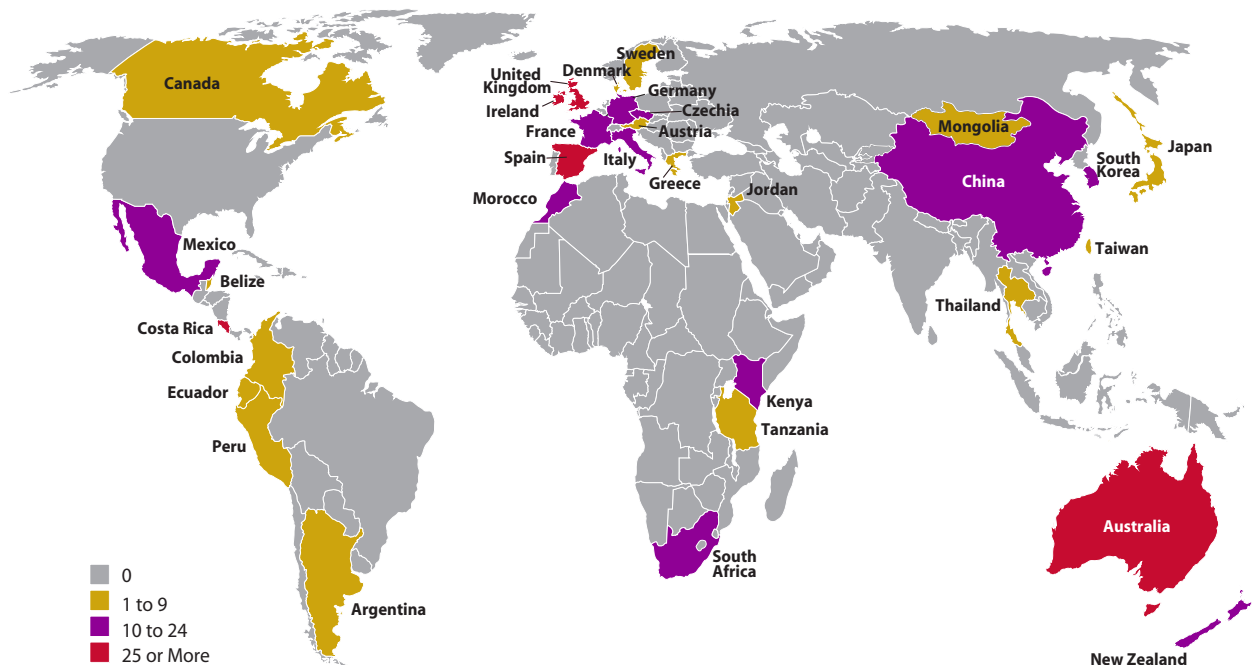 Canada
Sweden
United
Kingdom
Denmark
Germany
Ireland
Czechia
France
Austria
Spain
Italy
Greece
Morocco
Jordan
Mongolia
Japan
South
Korea
China
Mexico
Taiwan
Belize
Thailand
Costa Rica
Colombia
Ecuador
Kenya
Peru
Tanzania
Australia
South
Africa
Argentina
New Zealand
0
1 to 9
10 to 24
25 or More